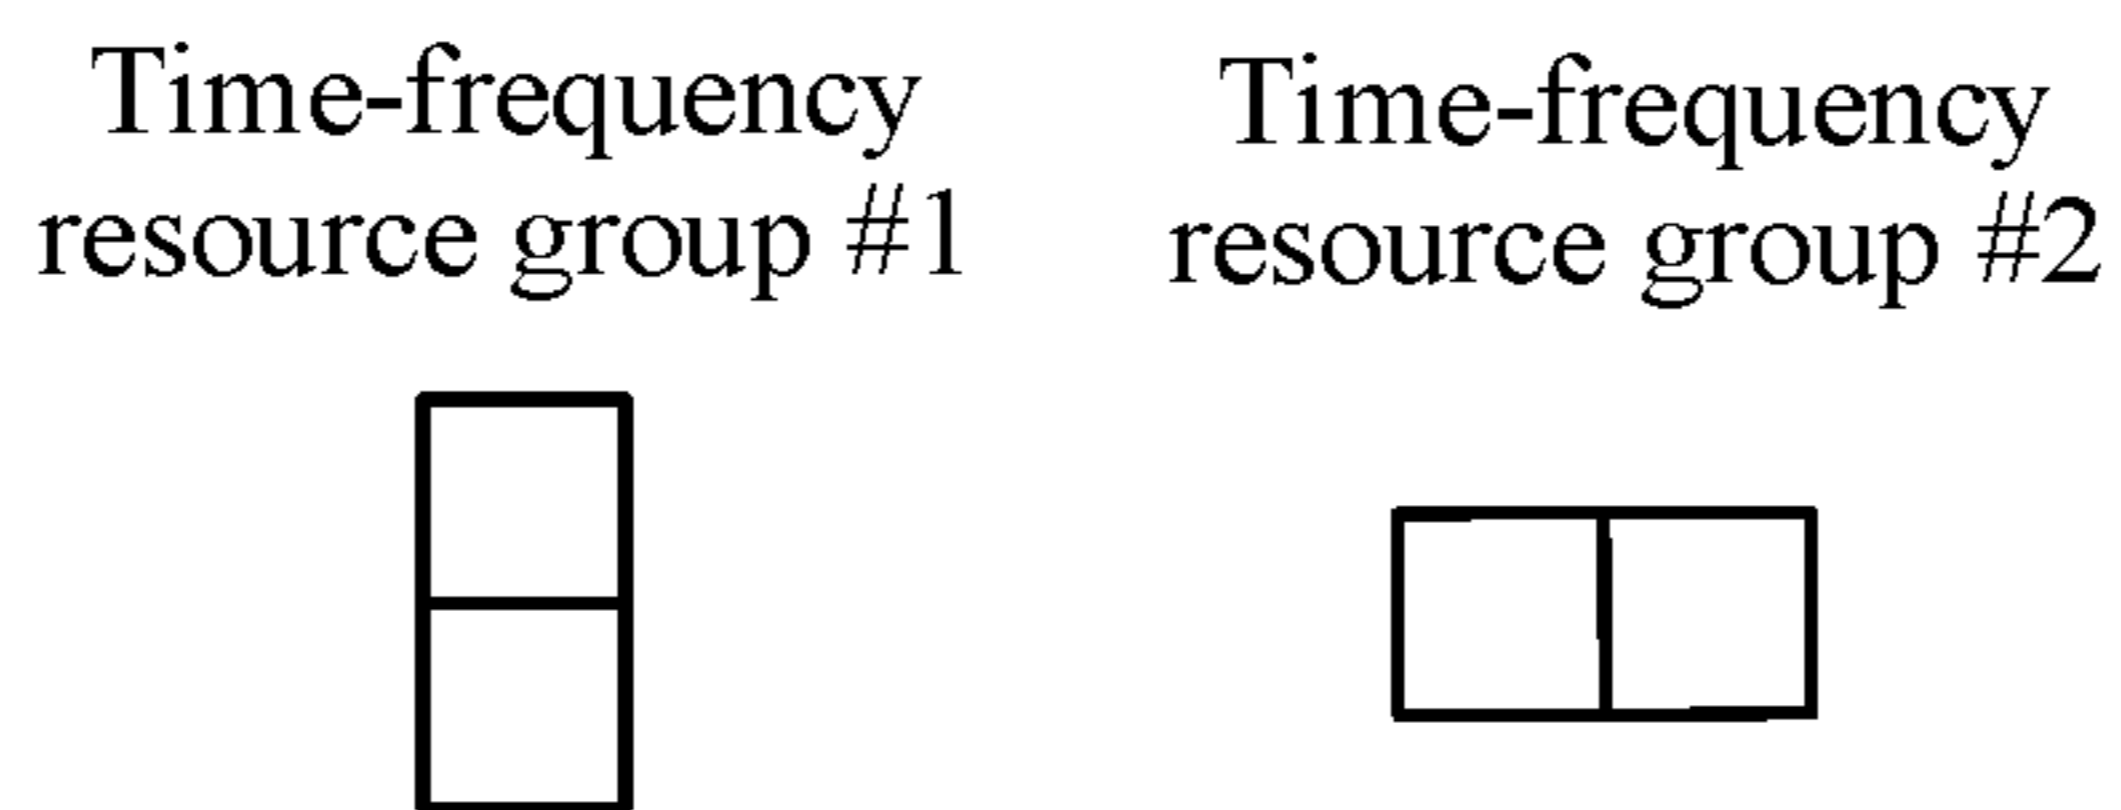 Time-frequency
resource group #1
Time-frequency
resource group #2